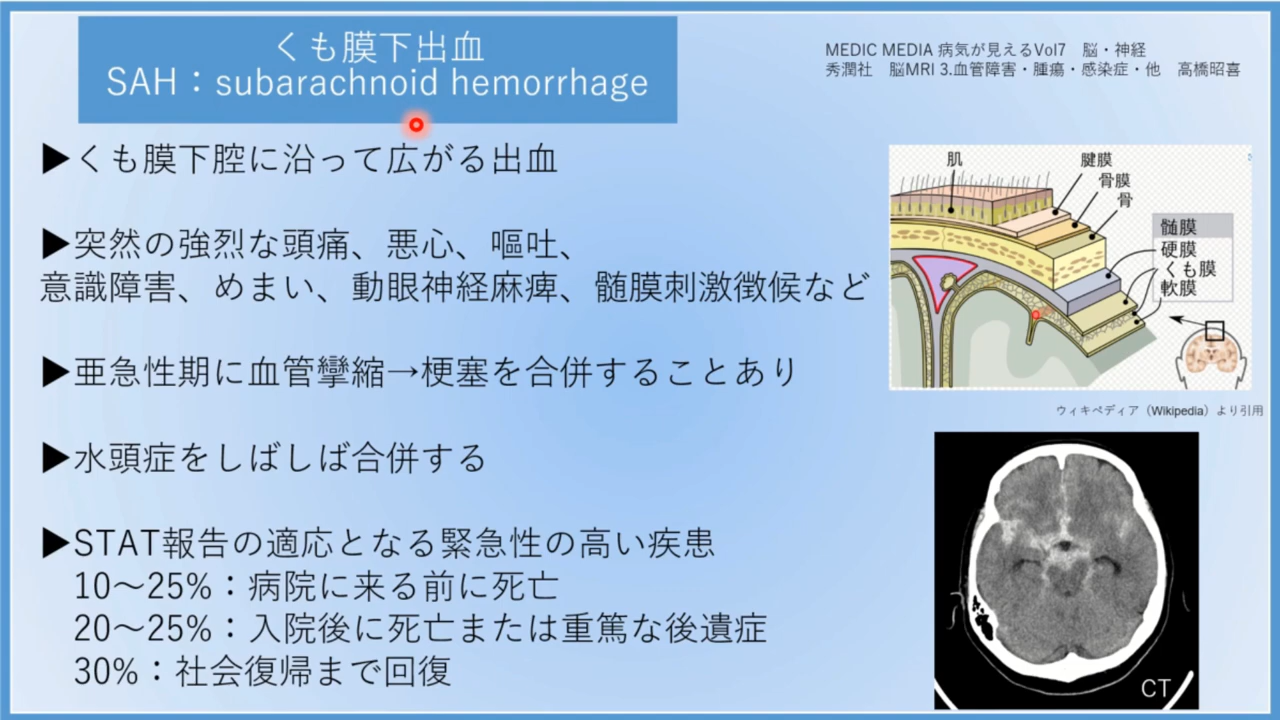 くも膜下出血
SAH：subarachnoid hemorrhage
MEDIC MEDIA 病気が見えるVol7　脳・神経
秀潤社　脳MRI 3.血管障害・腫瘍・感染症・他　高橋昭喜
▶くも膜下腔に沿って広がる出血
▶突然の強烈な頭痛、悪心、嘔吐、
意識障害、めまい、動眼神経麻痺、髄膜刺激徴候など
▶亜急性期に血管攣縮→梗塞を合併することあり
▶水頭症をしばしば合併する
▶STAT報告の適応となる緊急性の高い疾患
10～25%：病院に来る前に死亡
20～25%：入院後に死亡または重篤な後遺症
30%：社会復帰まで回復
肌
腱膜
骨膜
骨
髄膜
硬膜
くも膜
軟膜
ウィキペディア（Wikipedia）より引用
CT